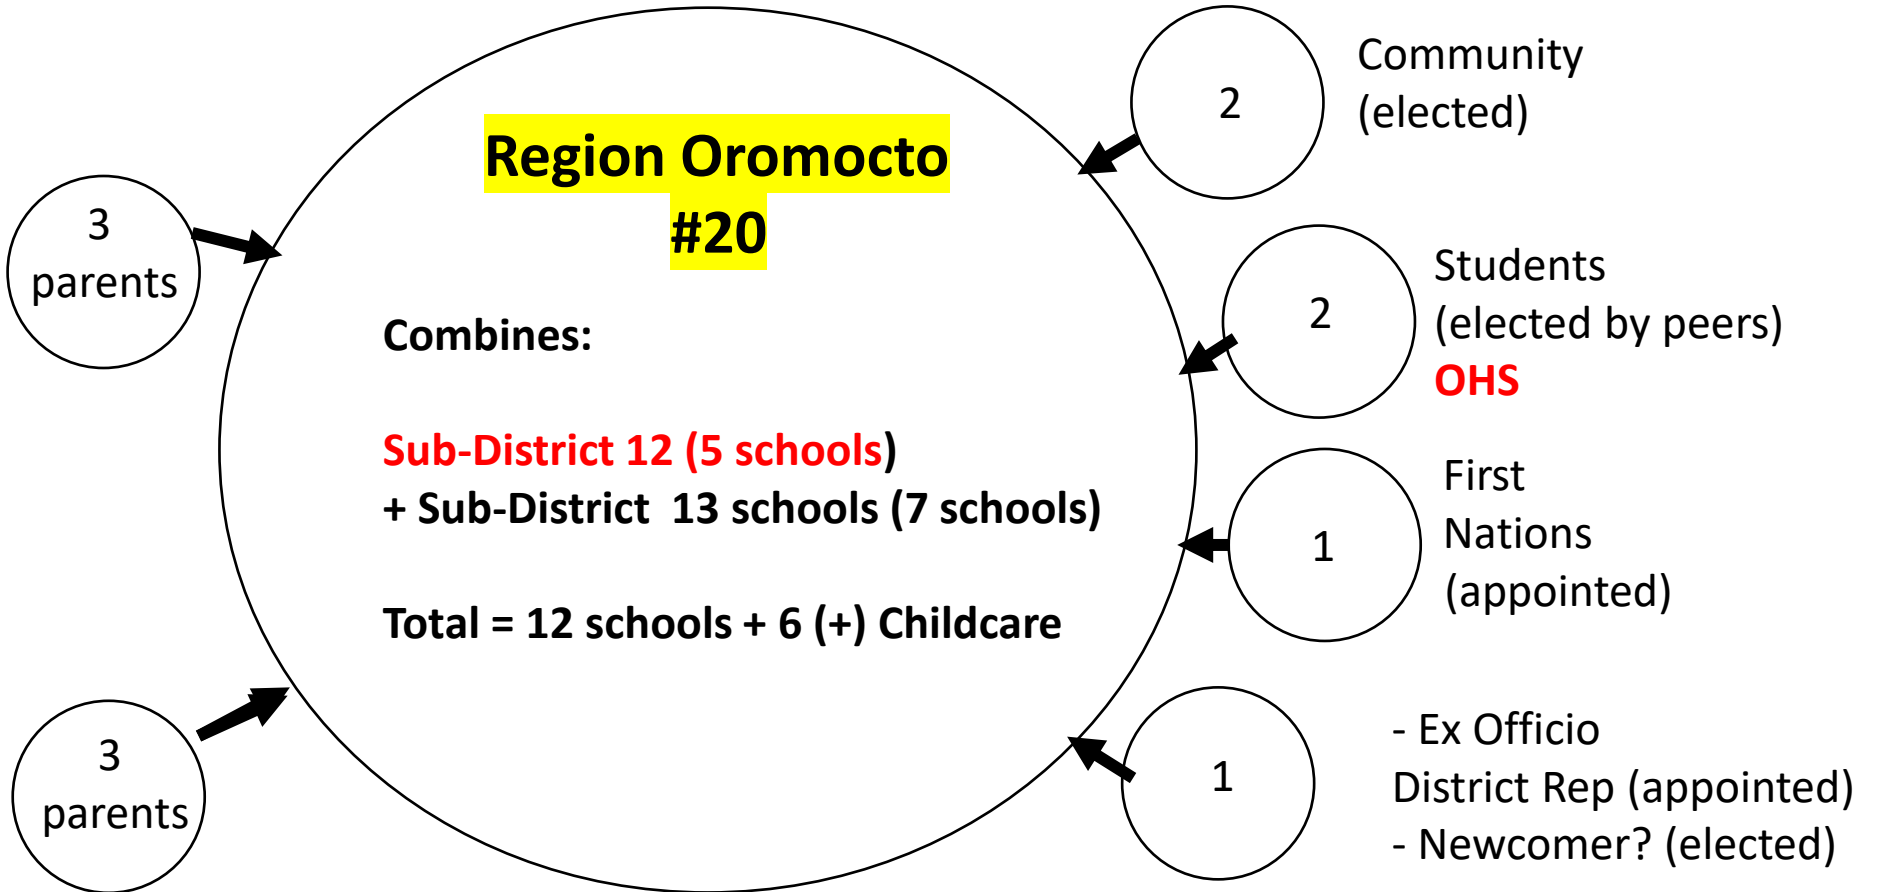 Region Oromocto
#20
Combines:
Sub-District 12 (5 schools)
+ Sub-District  13 schools (7 schools)
Total = 12 schools + 6 (+) Childcare
3
parents
3
parents
2
Community
(elected)
2
Students
(elected by peers)
OHS
1
First
Nations
(appointed)
1
- Ex Officio
District Rep (appointed)
- Newcomer? (elected)